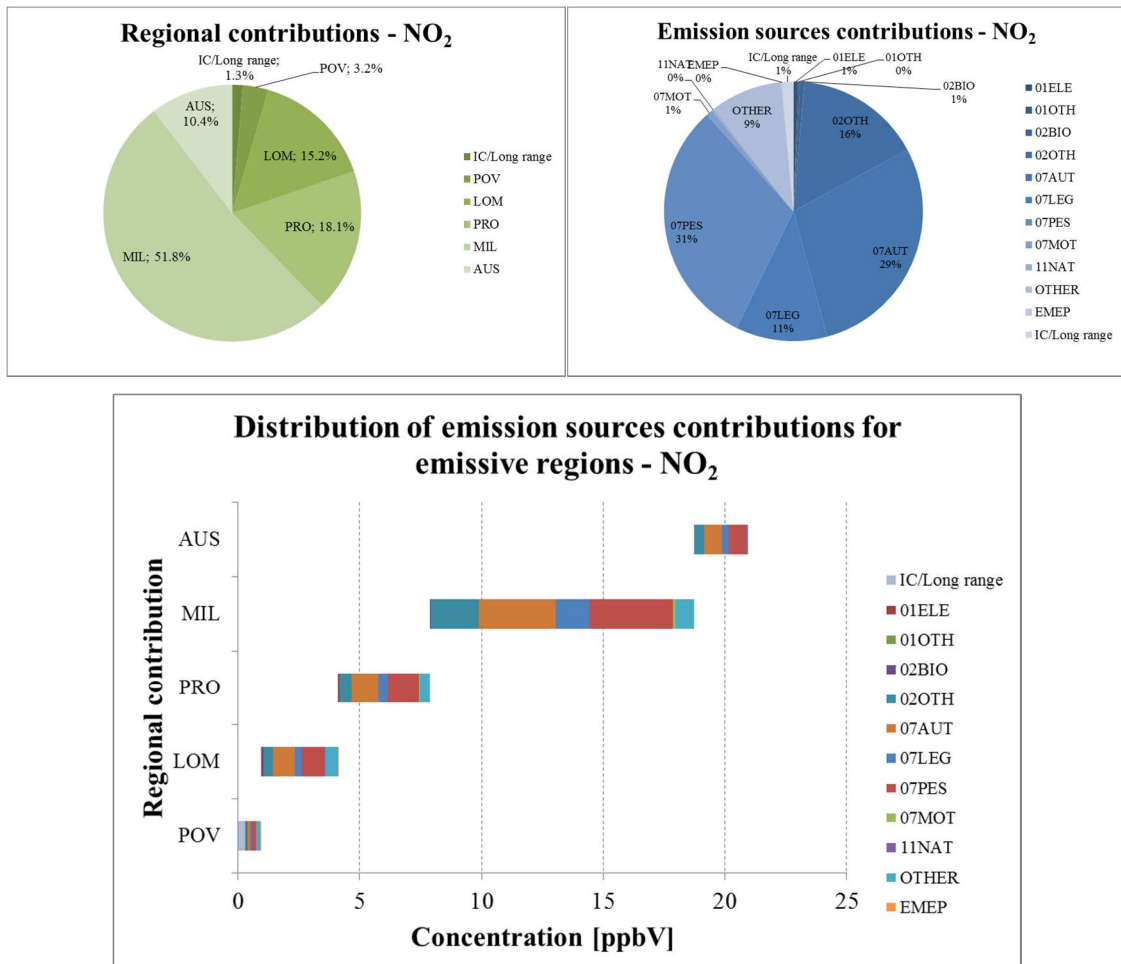 Regional contributions - NO2
IC/Long range;
1.3%
POV; 3.2%
AUS;
10.4%
LOM; 15.2%
PRO; 18.1%
MIL; 51.8%
IC/Long range
POV
LOM
PRO
MIL
AUS
Emission sources contributions - NO2
11NAT
0%
EMEP
0%
IC/Long range
1%
01ELE
1%
01OTH
0%
02BIO
1%
07MOT
1%
OTHER
9%
02OTH
16%
07PES
31%
07AUT
29%
07LEG
11%
01ELE
01OTH
02BIO
02OTH
07AUT
07LEG
07PES
07MOT
11NAT
OTHER
EMEP
IC/Long range
Distribution of emission sources contributions for
emissive regions - NO2
Regional contribution
AUS
MIL
PRO
LOM
POV
0 5 10 15 20 25
Concentration [ppbV]
IC/Long range
01ELE
01OTH
02BIO
02OTH
07AUT
07LEG
07PES
07MOT
11NAT
OTHER
EMEP